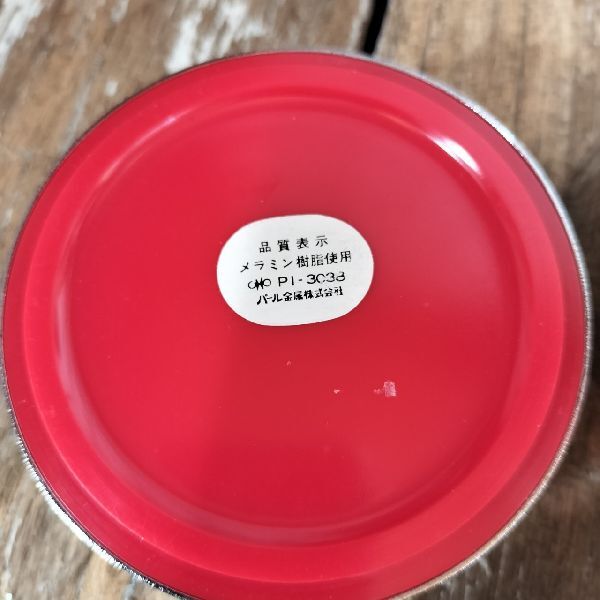 品質表示
メラミン樹脂使用
PI-3038
パール金属株式会社